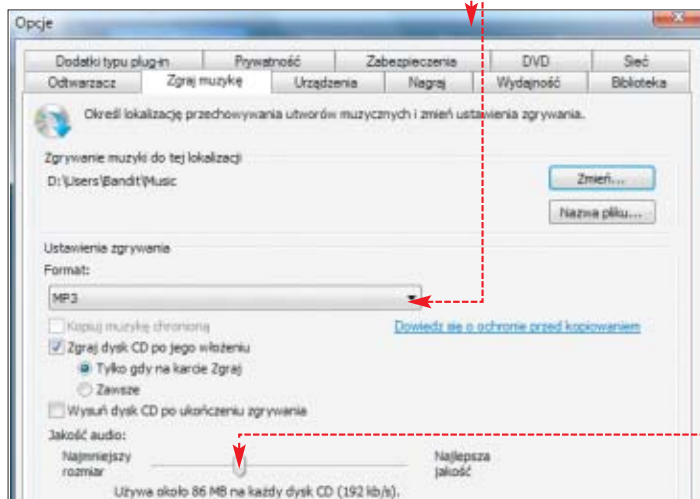 Opcje
Dodatki typu plug-in Prywatność Zabezpieczenia DVD Sieć
Odtwarzacz Zgraj muzykę Urządzenia Nagraj Wydajność Biblioteka
Określ lokalizację przechowywania utworów muzycznych i zmień ustawienia zgrywania.
Zgrywanie muzyki do tej lokalizacji
D:\Users\Bandit\Music
Zmień...
Nazwa pliku...
Ustawienia zgrywania
Format:
MP3
Kopiuj muzykę chronioną Dowiedz się o ochronie przed kopiowaniem
Zgraj dysk CD po jego włożeniu
Tylko gdy na karcie Zgraj
Zawsze
Wysuń dysk CD po ukończeniu zgrywania
Jakość audio:
Najmniejszy Najlepsza
rozmiar jakość
Używa około 86 MB na każdy dysk CD (192 kb/s).